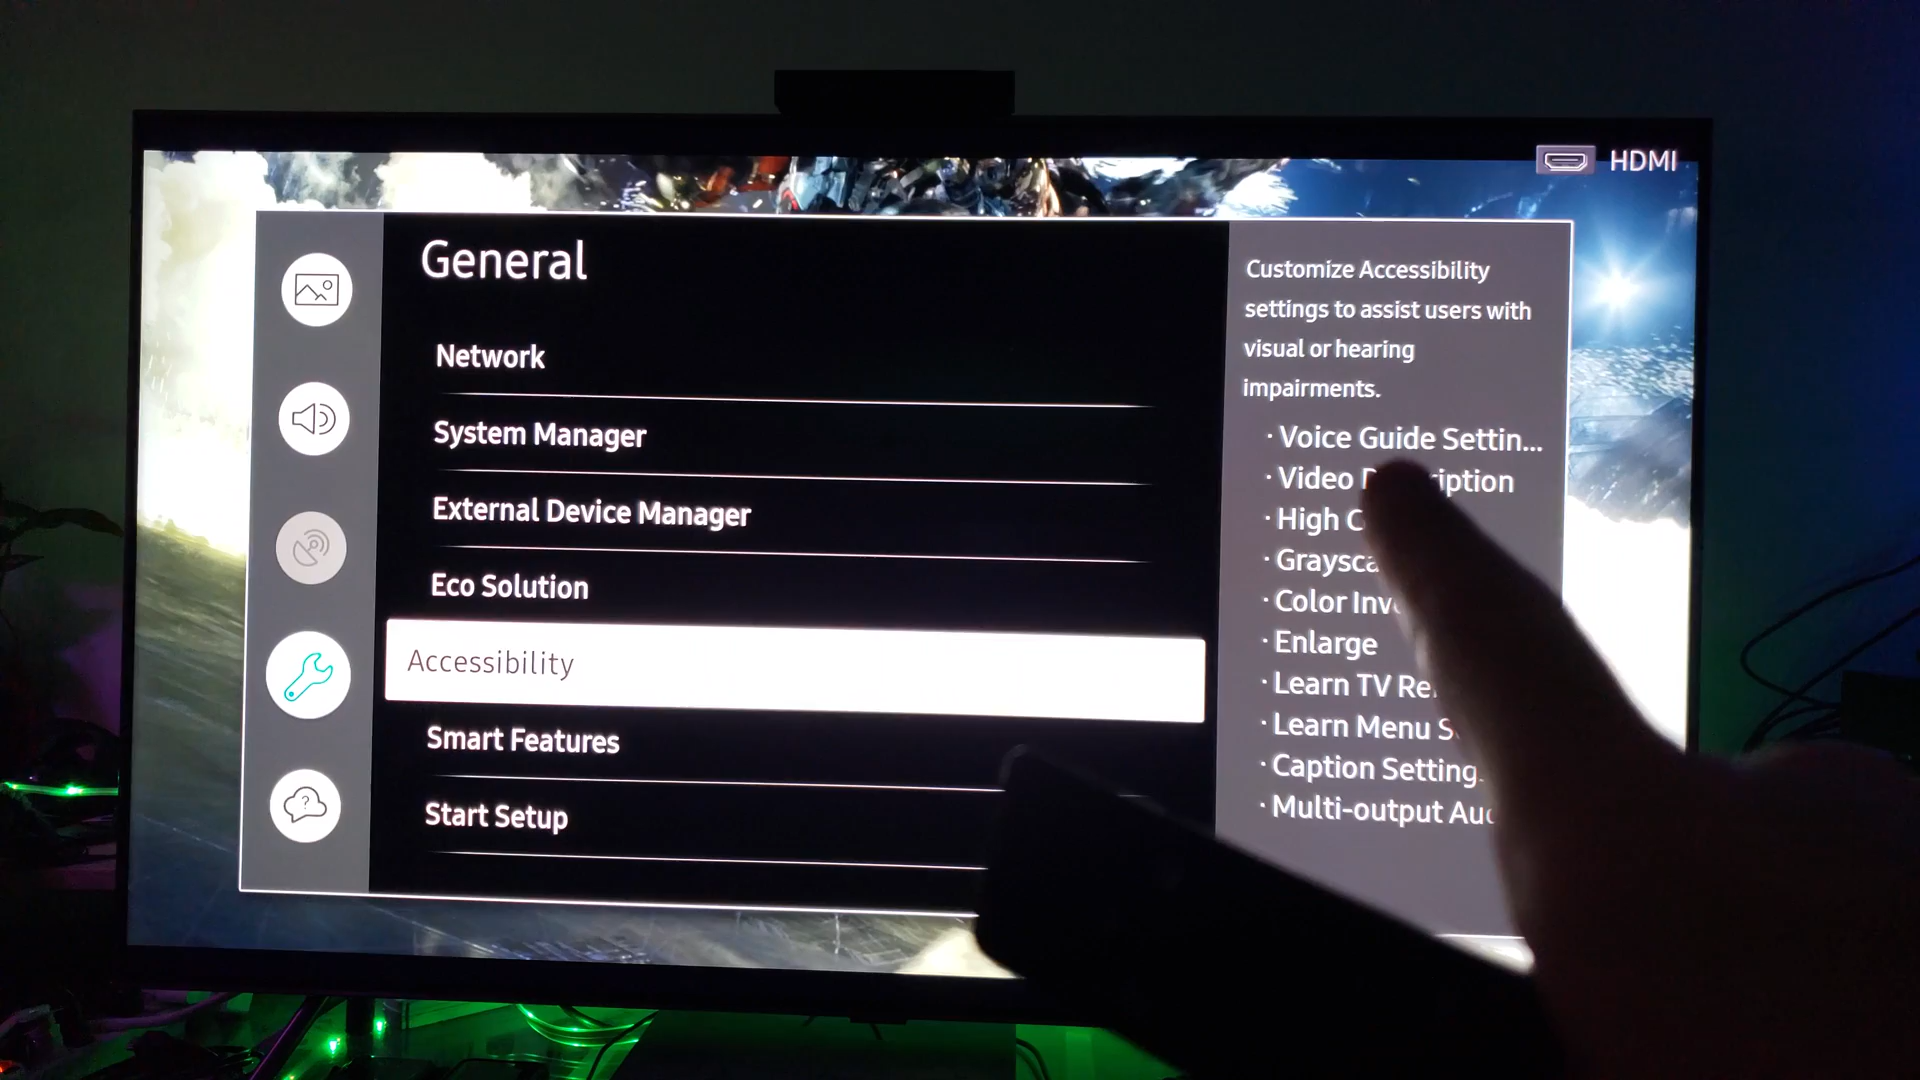 HDMI
General
Network
System Manager
External Device Manager
Eco Solution
Accessibility
Smart Features
Start Setup
Customize Accessibility
settings to assist users with
visual or hearing
impairments.
· Voice Guide Settin...
· Video
· High
·
· Color
· Enlarge
· Learn TV
· Learn Menu
· Caption
· Multi-output
?